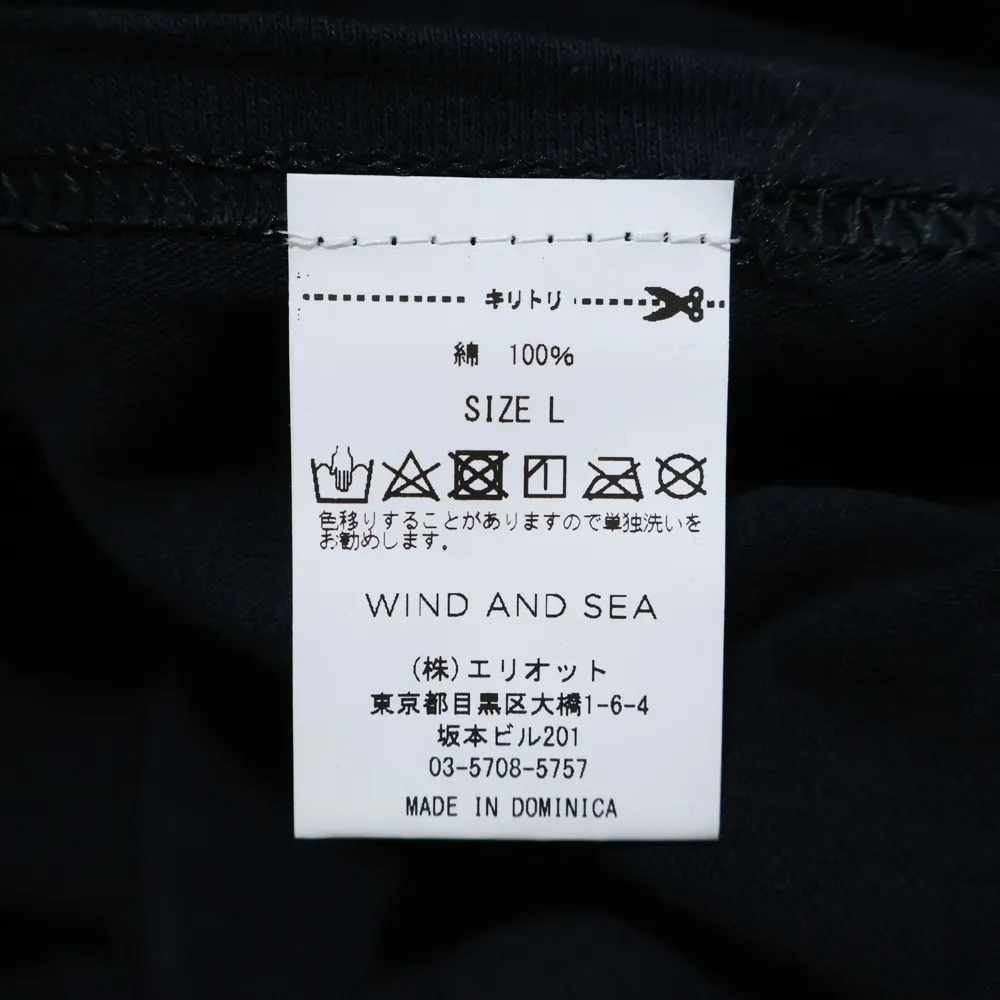 キリトリ
綿 100%
SIZE L
色移りすることがありますので単独洗いを
お勧めします。
WIND AND SEA
(株)エリオット
東京都目黒区大橋1-6-4
坂本ビル201
03-5708-5757
MADE IN DOMINICA